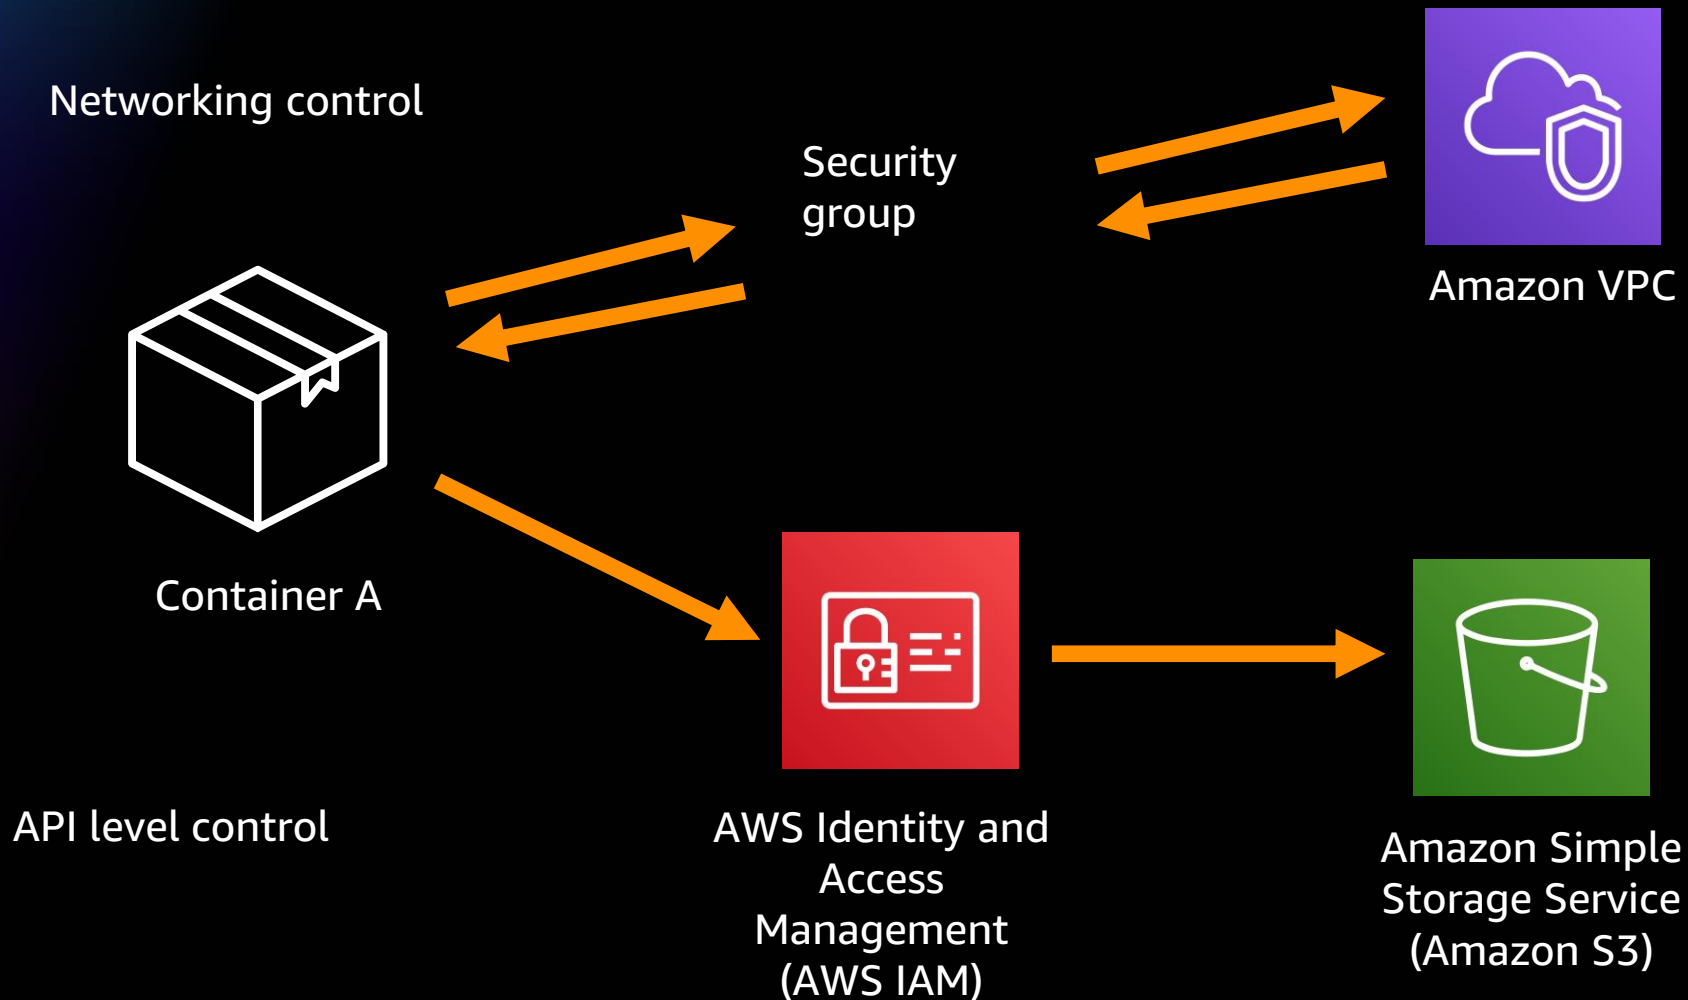 Networking control
Security
group
Amazon VPC
Container A
API level control
AWS Identity and
Access
Management
(AWS IAM)
Amazon Simple
Storage Service
(Amazon S3)